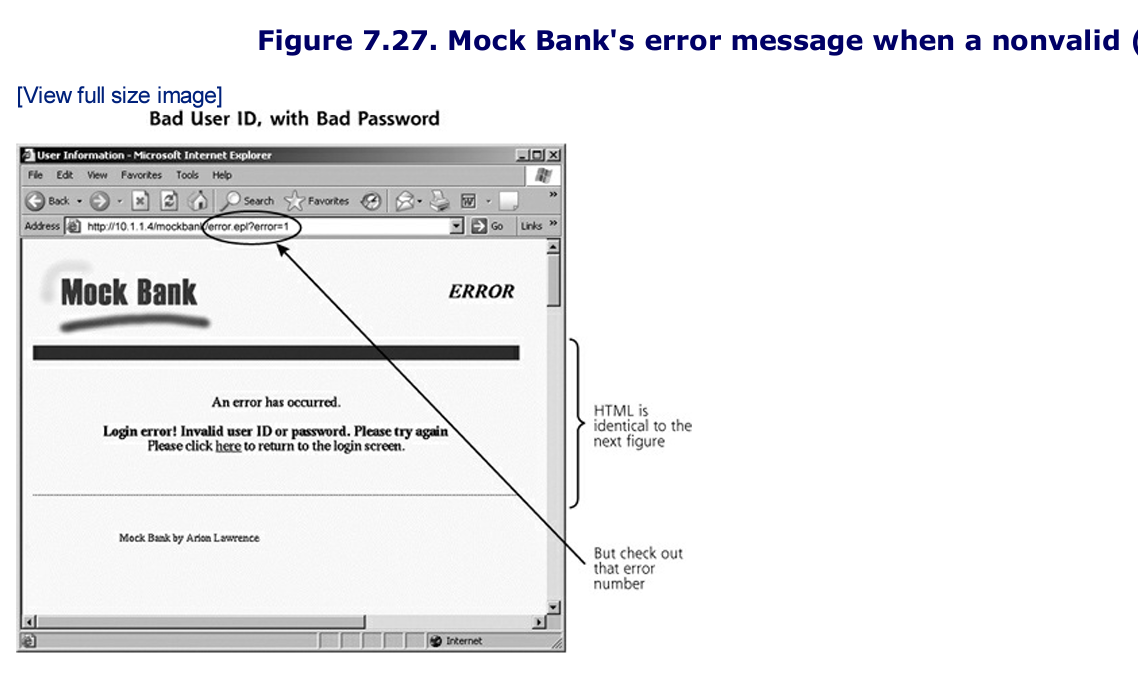 Figure 7.27. Mock Bank's error message when a nonvalid (
[View full size image]
Bad User ID, with Bad Password
User Information - Microsoft Internet Explorer
File Edit View Favorites Tools Help
Back Search Favorites W »
Address http://10.1.1.4/mockbank/error.epl?error=1 Go Links »
Mock Bank ERROR
An error has occurred.
Login error! Invalid user ID or password. Please try again
Please click here to return to the login screen.
HTML is
identical to the
next figure
Mock Bank by Arion Lawrence
But check out
that error
number
Internet